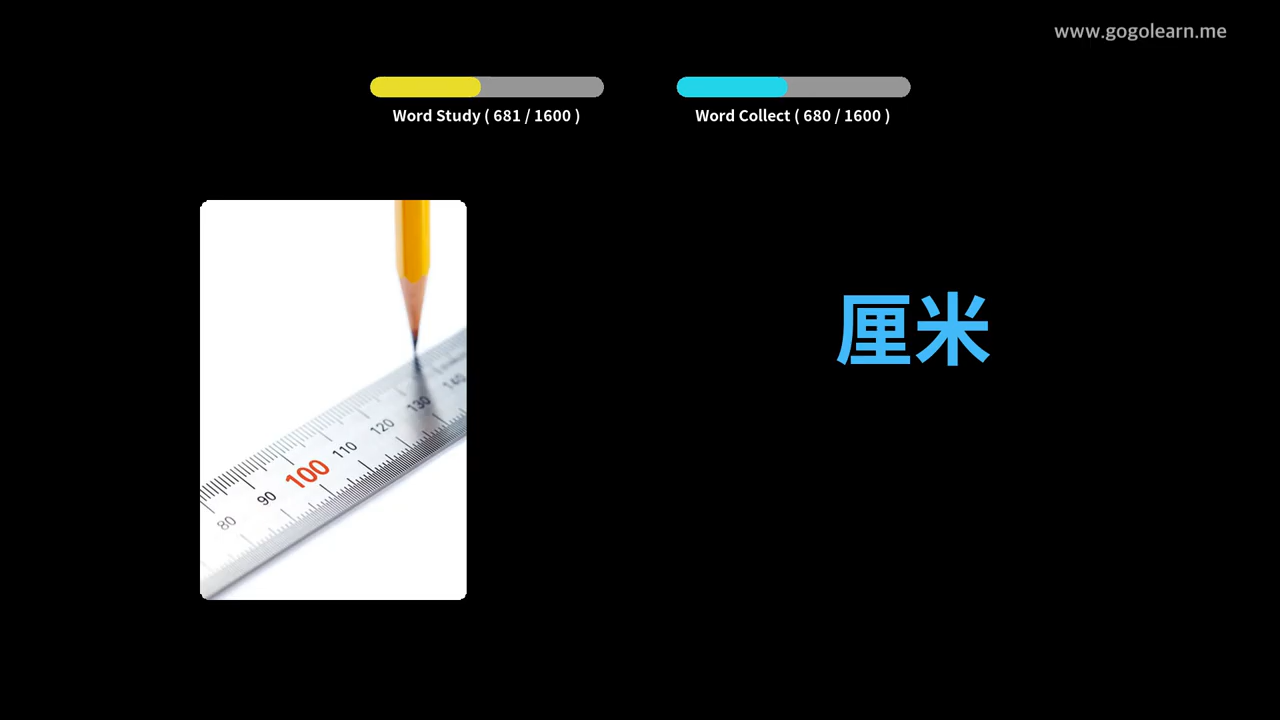 www.gogolearn.me
Word Study ( 681 / 1600 )
Word Collect ( 680 / 1600 )
厘米
80
90
100
110
120
130
140